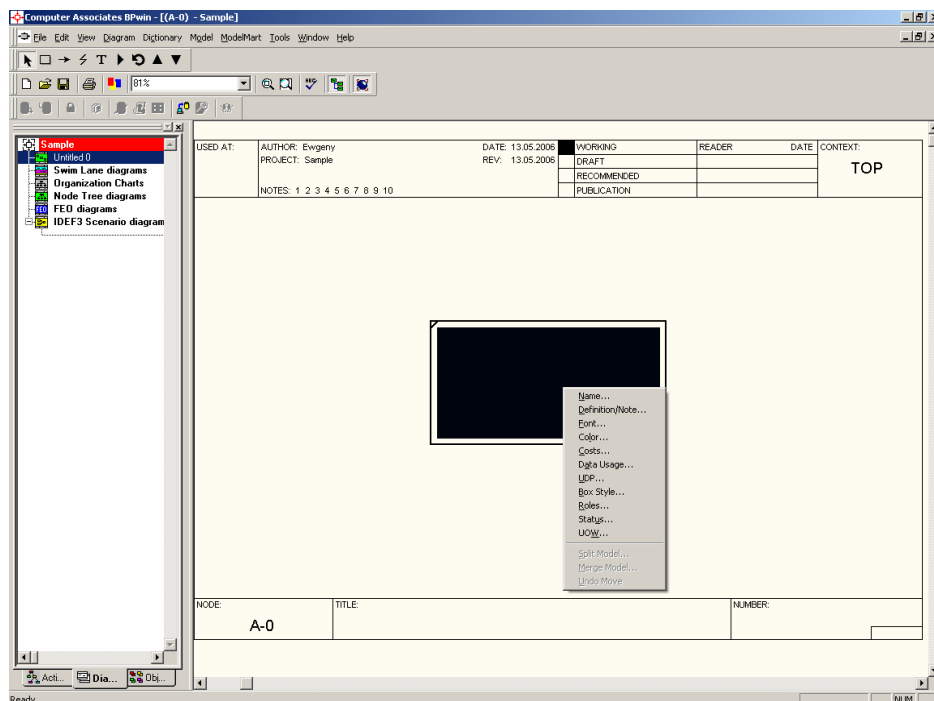 Computer Associates BPwin - [(A-0) - Sample]
File Edit View Diagram Dictionary Model ModelMart Tools Window Help
T
81%
USED AT: AUTHOR: Ewgeny DATE: 13.05.2006 WORKING READER DATE CONTEXT:
PROJECT: Sample REV: 13.05.2006 DRAFT
TOP
RECOMMENDED
NOTES: 1 2 3 4 5 6 7 8 9 10 PUBLICATION
Sample
Untitled 0
Swim Lane diagrams
Organization Charts
Node Tree diagrams
FEO diagrams
IDEF3 Scenario diagram
Name...
Definition/Note...
Font...
Color...
Costs...
Data Usage...
UDP...
Box Style...
Roles...
Status...
UOW...
Split Model...
Merge Model...
Undo Move
NODE: TITLE: NUMBER:
A-0
Acti... Dia... Obj...
Ready NUM